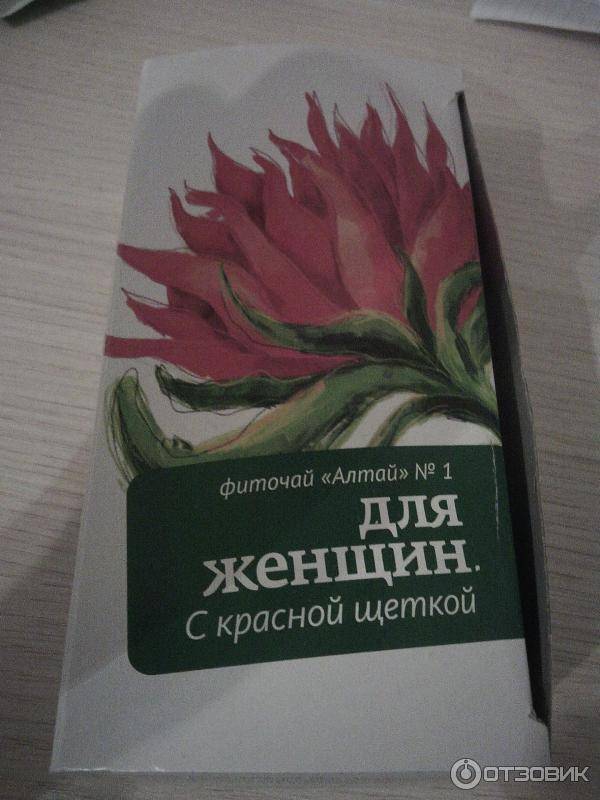 фиточай «Алтай» № 1
для
женщин.
С красной щеткой
ОТЗОВИК